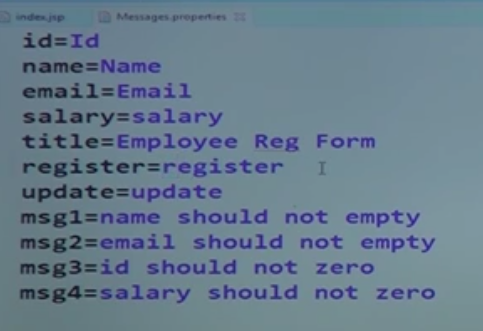 index.jsp Messages.properties
id=Id
name=Name
email=Email
salary=salary
title=Employee Reg Form
register=register
update=update
msg1=name should not empty
msg2=email should not empty
msg3=id should not zero
msg4=salary should not zero